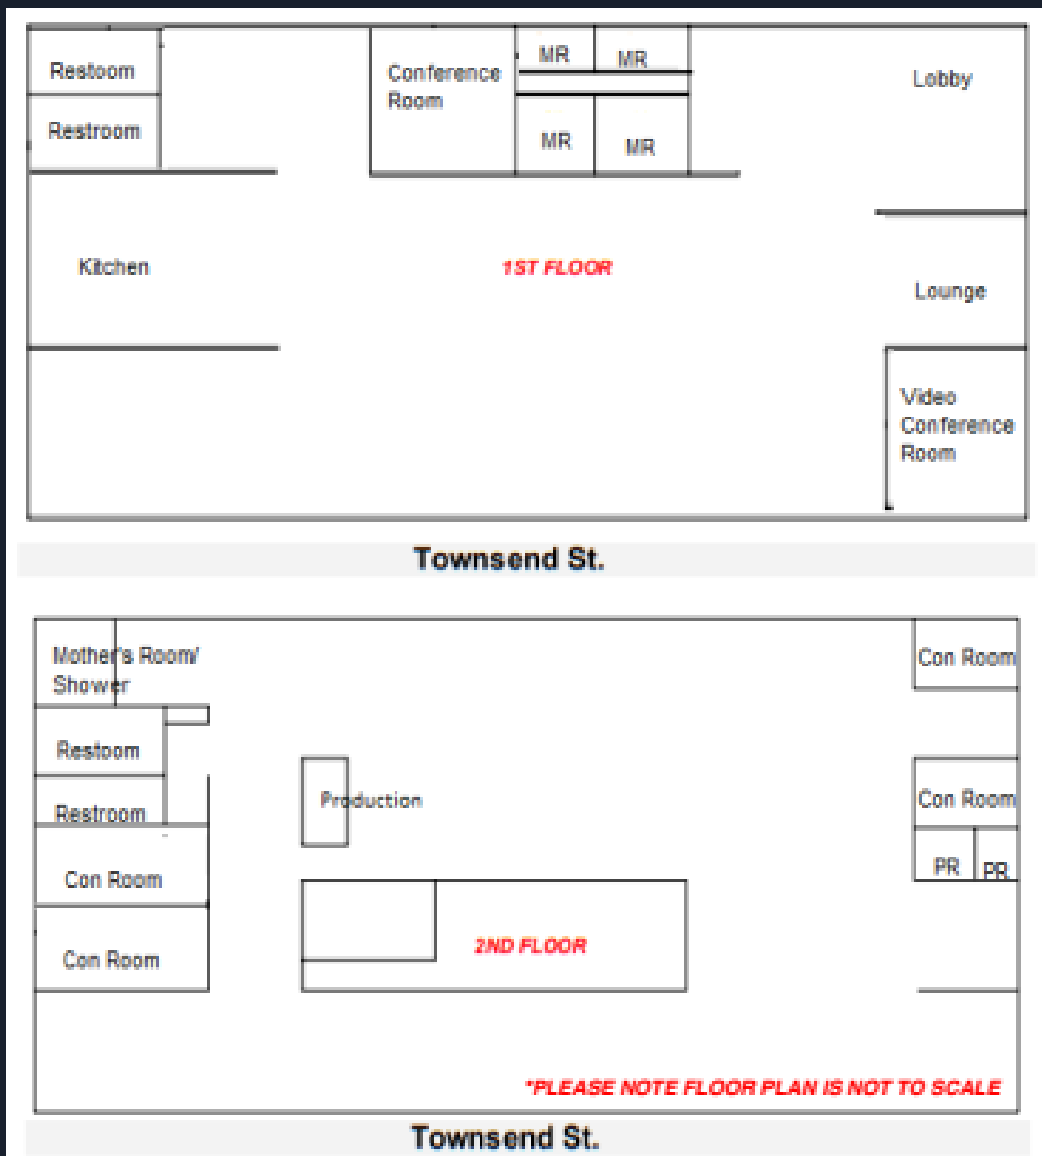 Restoom
Restroom
Conference
Room
MR
MR
MR
MR
Lobby
Kitchen
1ST FLOOR
Lounge
Video
Conference
Room
Townsend St.
Mother's Room/
Shower
Con Room
Restoom
Restroom
Production
Con Room
PR
PR
Con Room
Con Room
2ND FLOOR
*PLEASE NOTE FLOOR PLAN IS NOT TO SCALE
Townsend St.